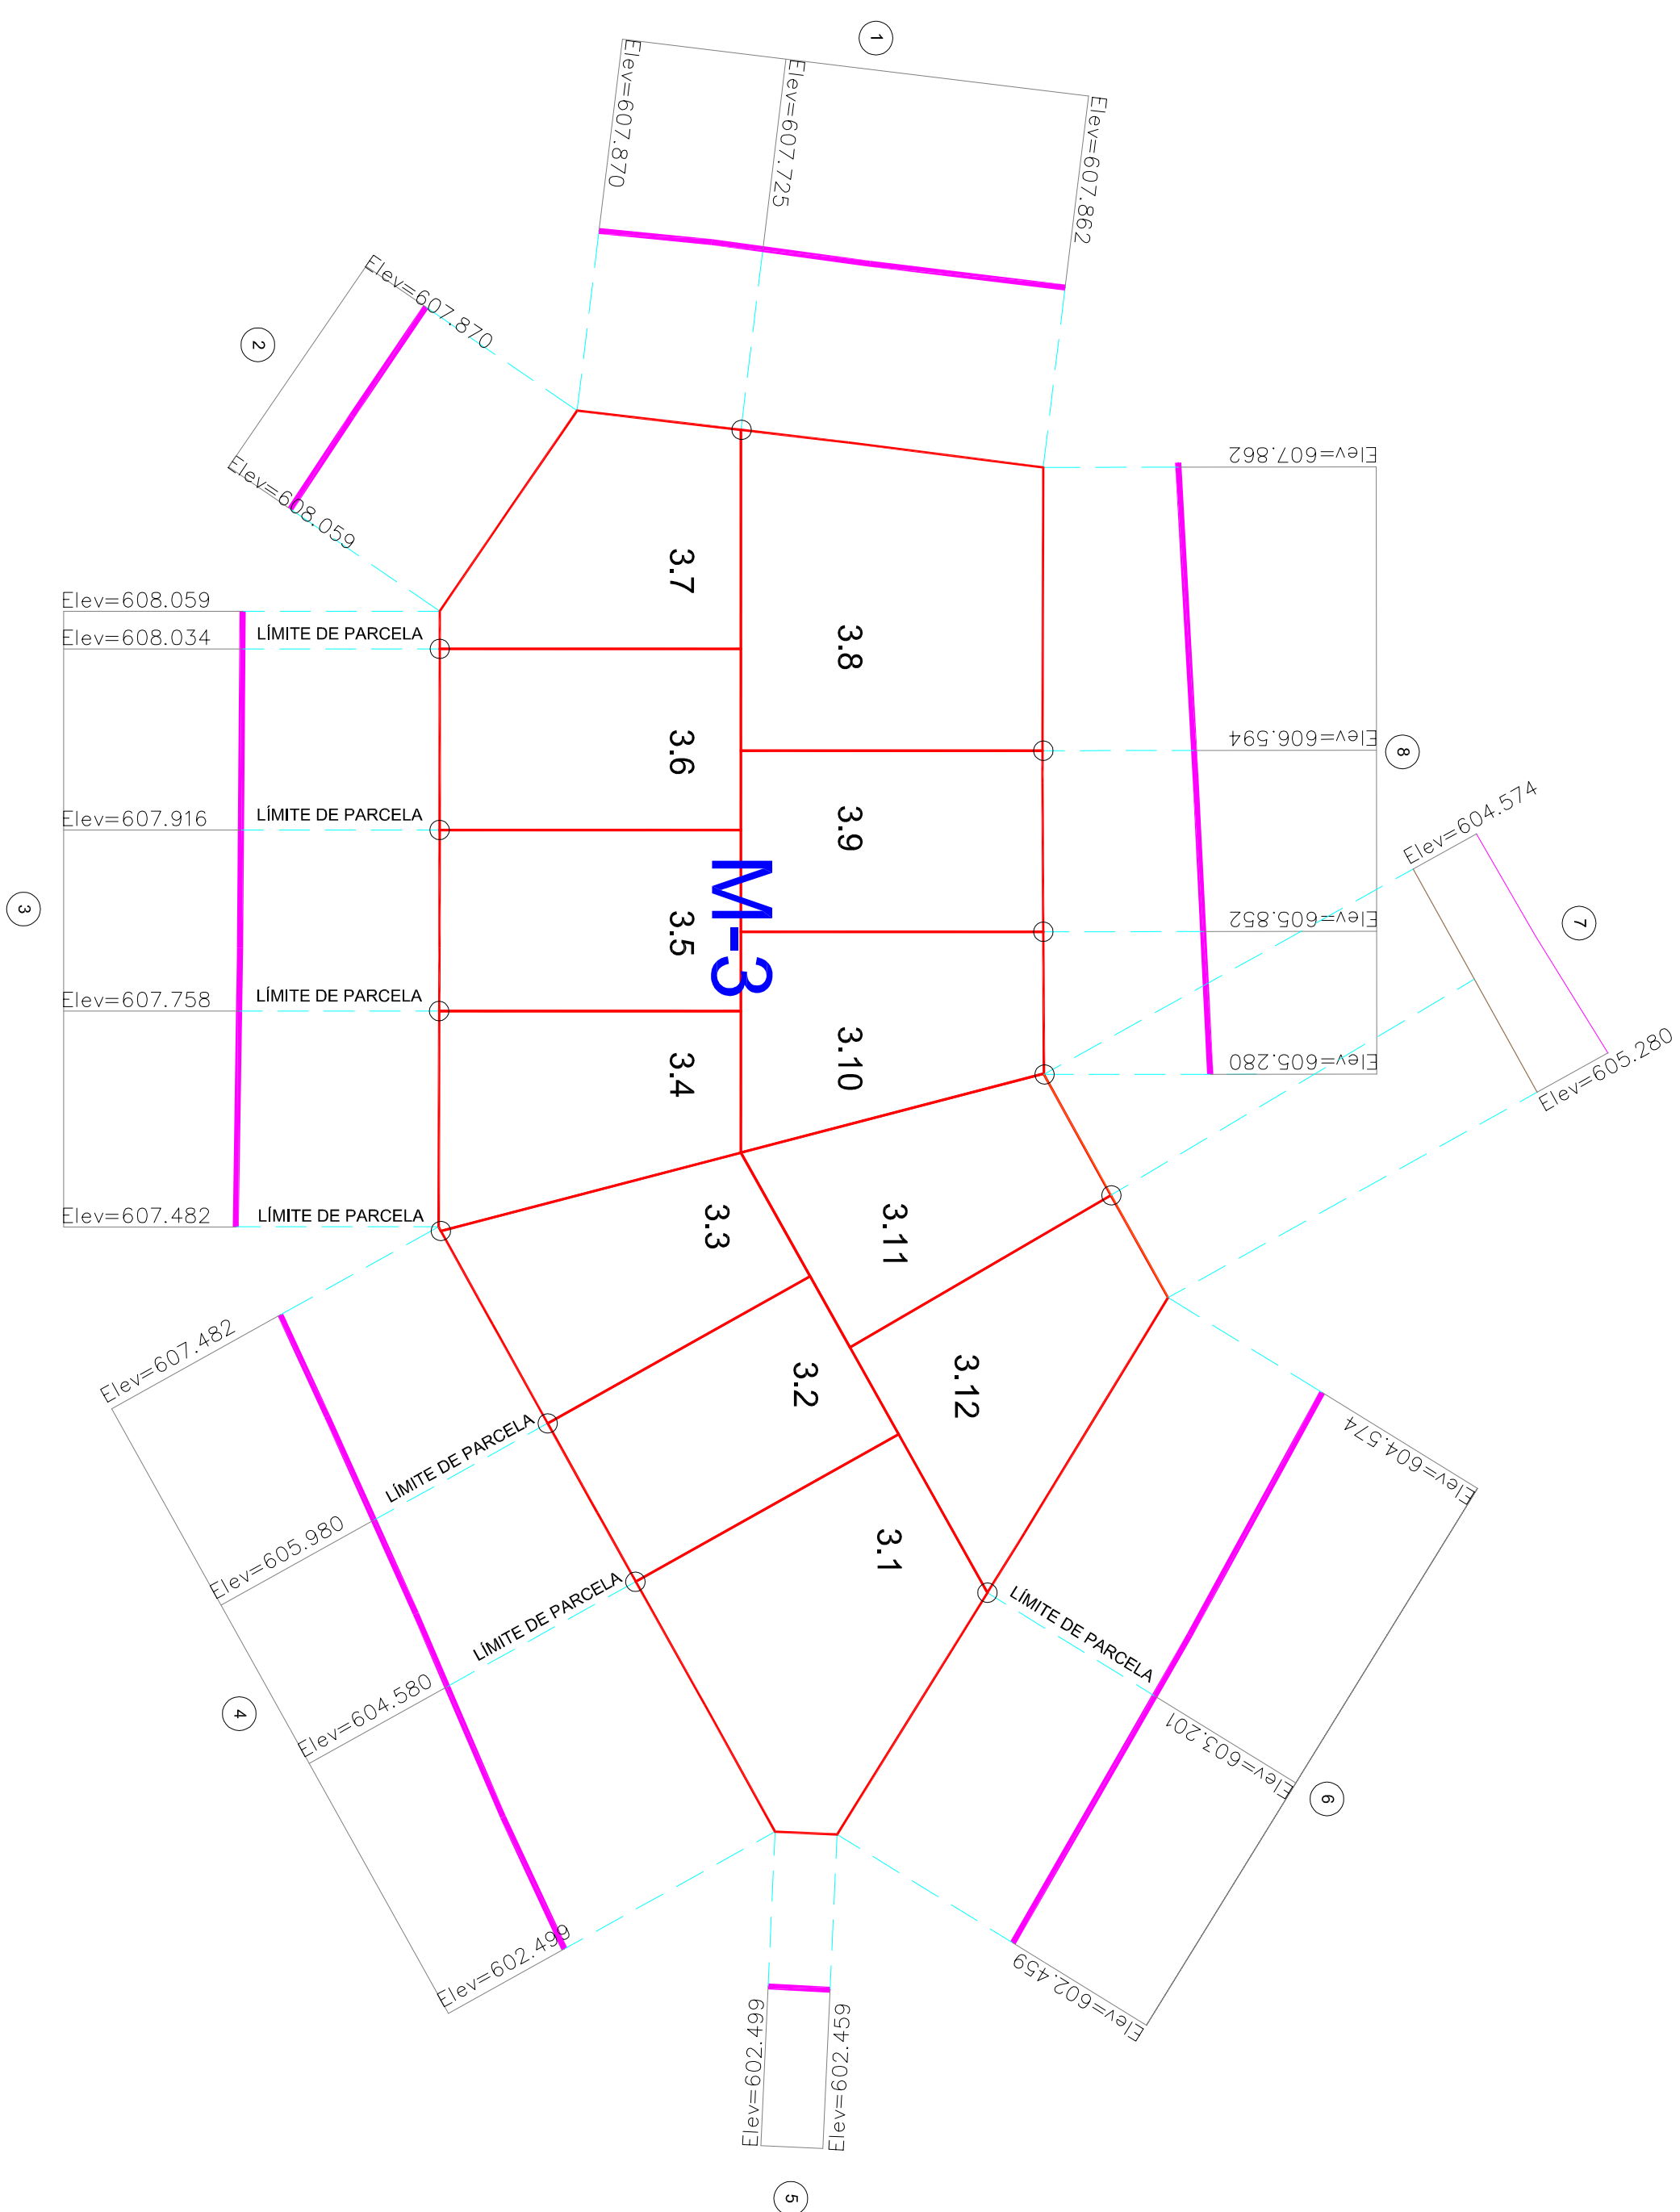 1
Elev=607.870
Elev=607.725
Elev=607.862
2
Elev=607.870
Elev=608.059
3
Elev=608.059
Elev=608.034
Elev=607.916
Elev=607.758
Elev=607.482
LÍMITE DE PARCELA
LÍMITE DE PARCELA
LÍMITE DE PARCELA
LÍMITE DE PARCELA
8
Elev=607.862
Elev=606.594
Elev=605.852
Elev=605.280
7
Elev=604.574
Elev=605.280
3.7
3.8
3.6
3.9
M-3
3.5
3.10
3.4
3.3
3.11
3.2
3.12
3.1
4
Elev=607.482
Elev=605.980
Elev=604.580
Elev=602.499
LÍMITE DE PARCELA
LÍMITE DE PARCELA
6
Elev=604.574
Elev=603.201
Elev=602.459
LÍMITE DE PARCELA
5
Elev=602.499
Elev=602.459